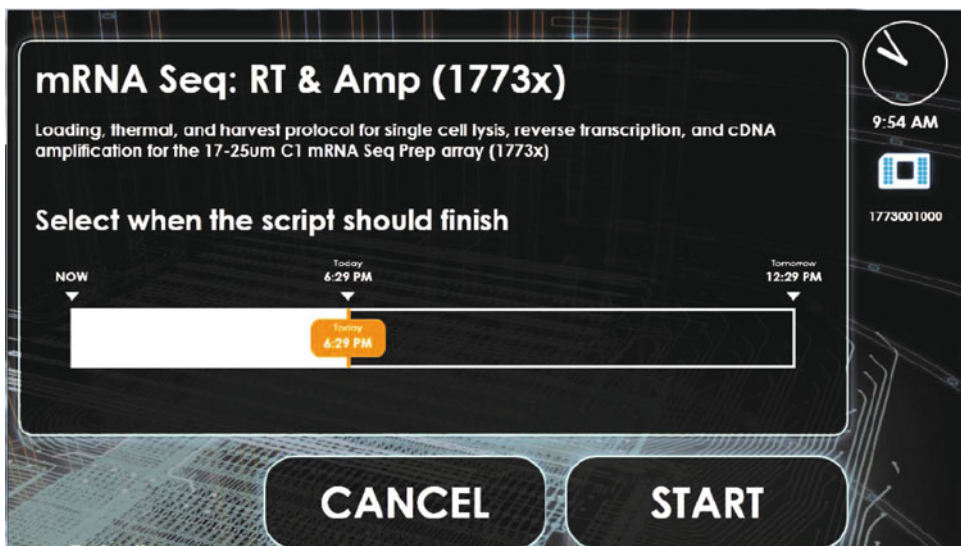 mRNA Seq: RT & Amp (1773x)
Loading, thermal, and harvest protocol for single cell lysis, reverse transcription, and cDNA
amplification for the 17-25um C1 mRNA Seq Prep array (1773x)
9:54 AM
1773001000
Select when the script should finish
NOW
Today
6:29 PM
Tomorrow
12:29 PM
Today
6:29 PM
CANCEL
START